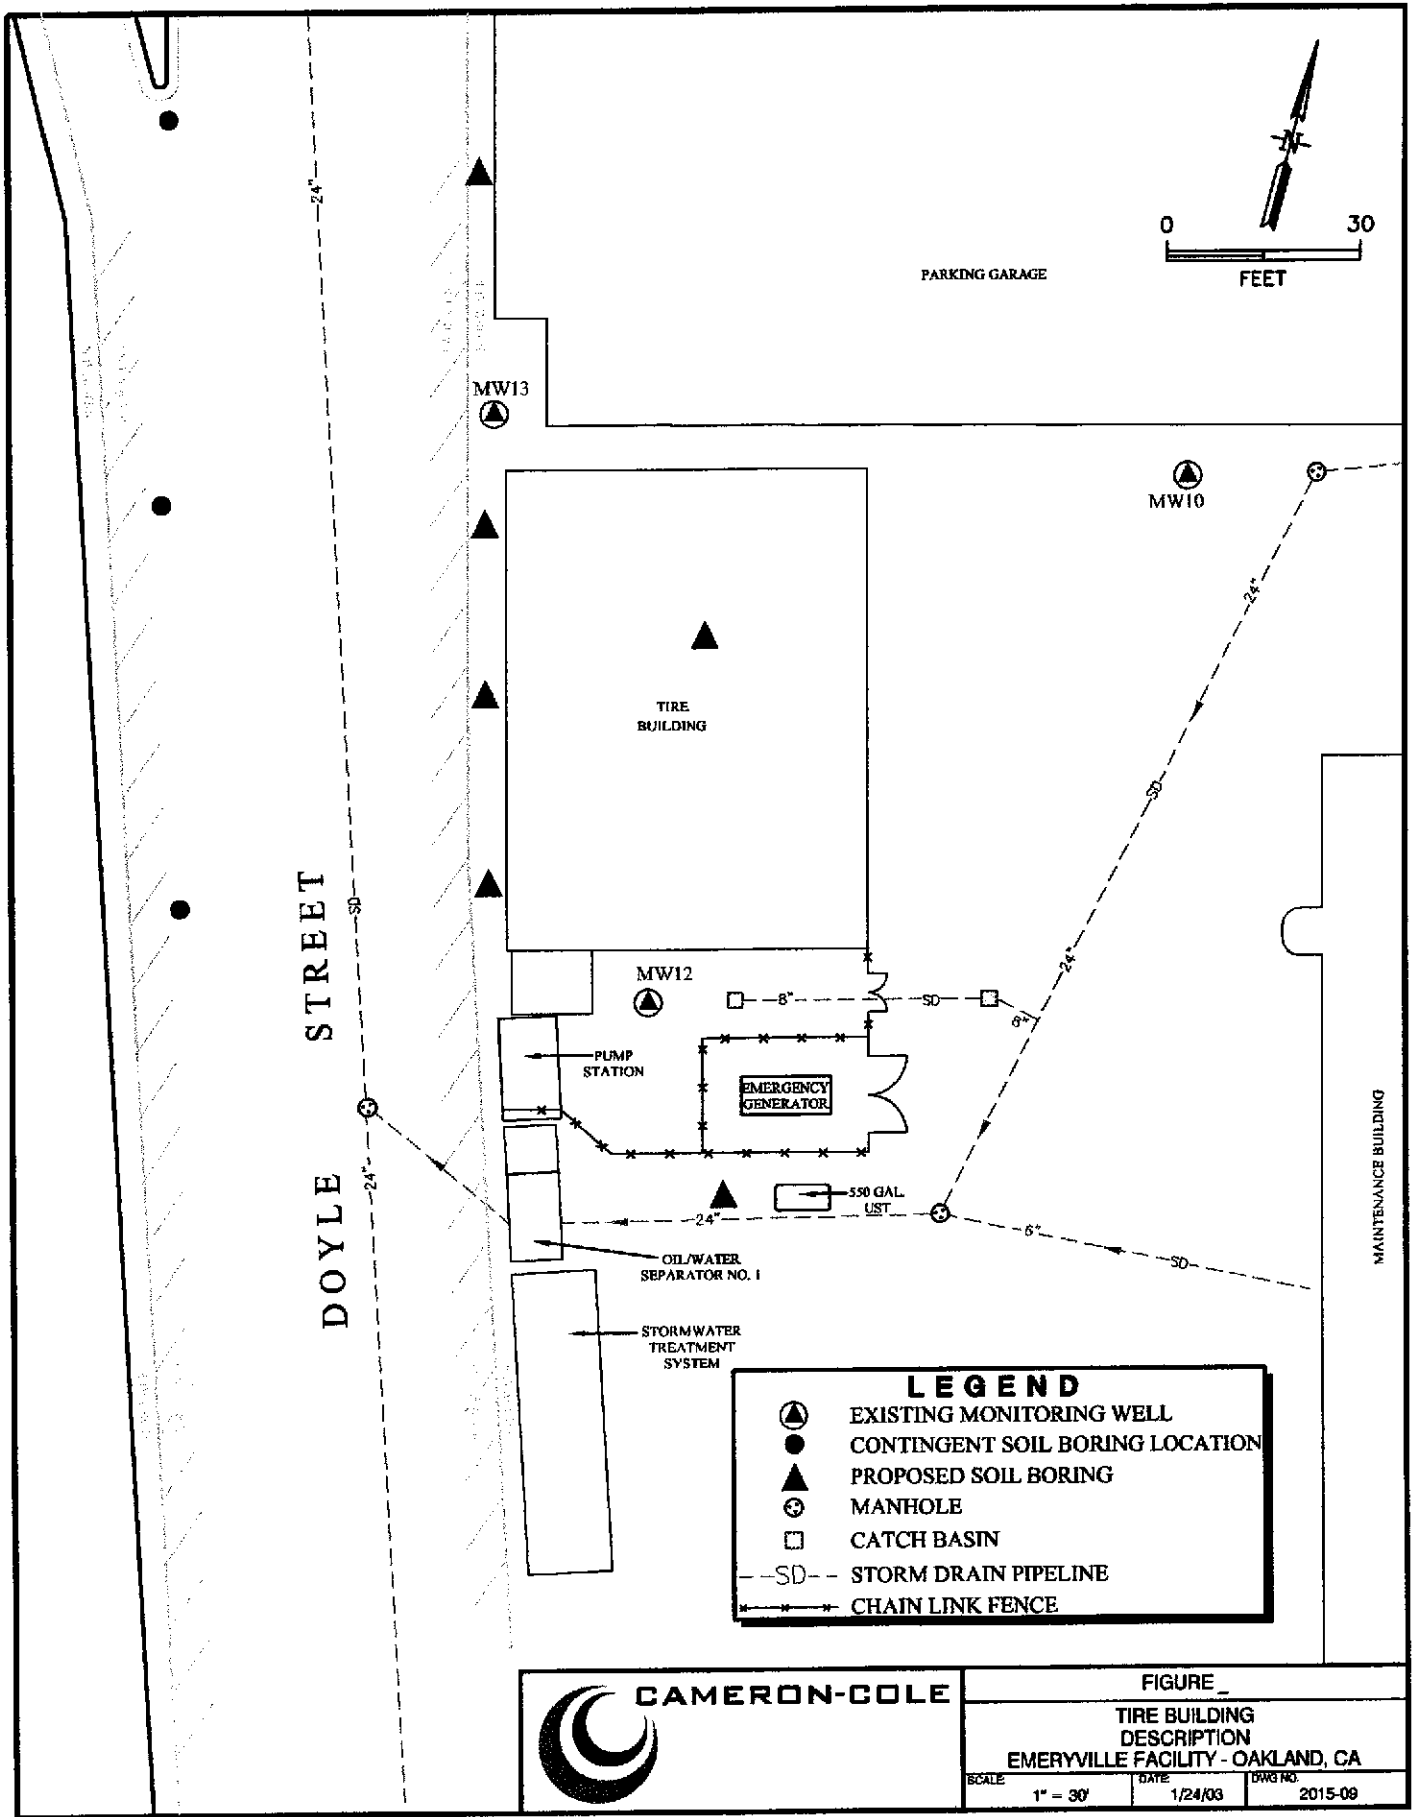 24"
N
0 30
FEET
PARKING GARAGE
MW13
MW10
24"
TIRE
BUILDING
SD
SD
24"
MW12
8"
SD
8"
PUMP
STATION
EMERGENCY
GENERATOR
STREET
DOYLE
24"
550 GAL.
UST
24"
6"
SD
MAINTENANCE BUILDING
OIL/WATER
SEPARATOR NO. 1
STORMWATER
TREATMENT
SYSTEM
LEGEND
EXISTING MONITORING WELL
CONTINGENT SOIL BORING LOCATION
PROPOSED SOIL BORING
MANHOLE
CATCH BASIN
SD STORM DRAIN PIPELINE
CHAIN LINK FENCE
CAMERON-COLE
FIGURE _
TIRE BUILDING
DESCRIPTION
EMERYVILLE FACILITY - OAKLAND, CA
SCALE 1" = 30'
DATE 1/24/03
DWG NO. 2015-09